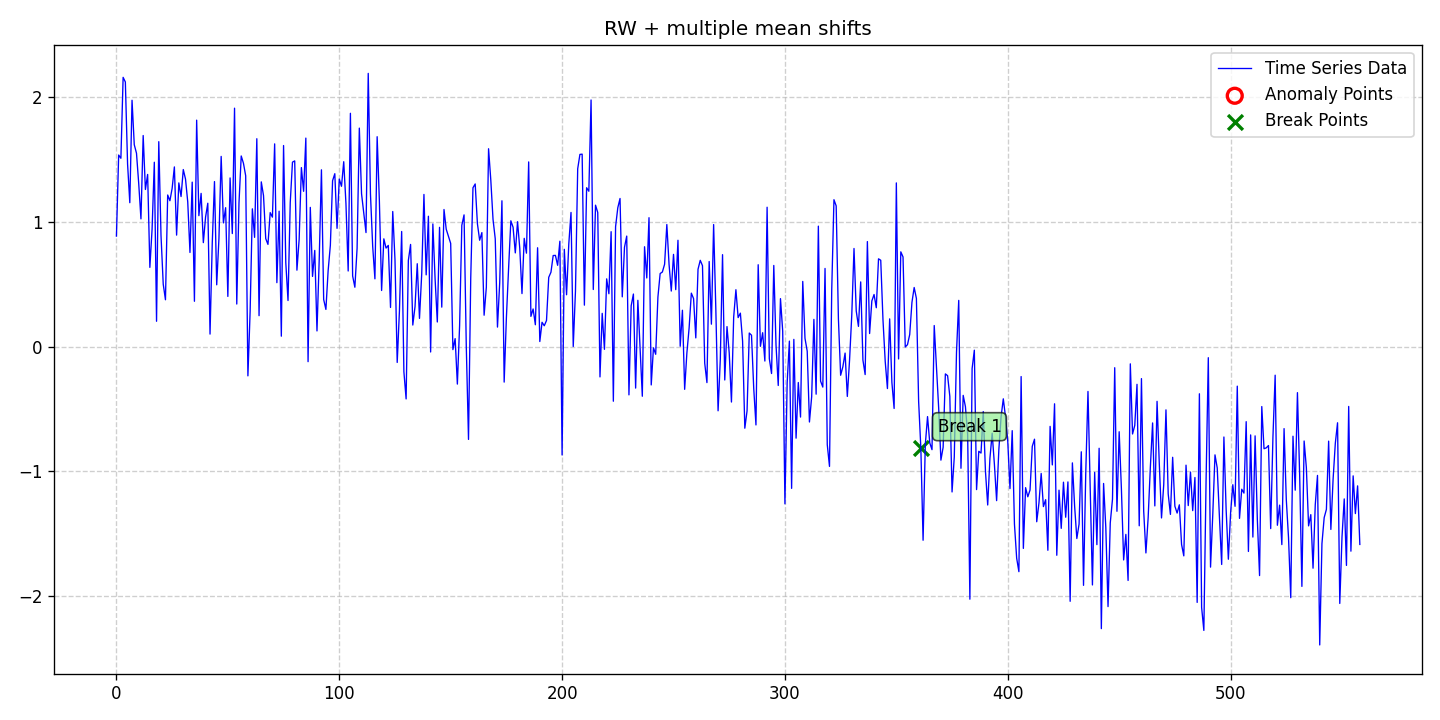 RW + multiple mean shifts
Time Series Data
Anomaly Points
Break Points
2
1
0
−1
−2
Break 1
0
100
200
300
400
500